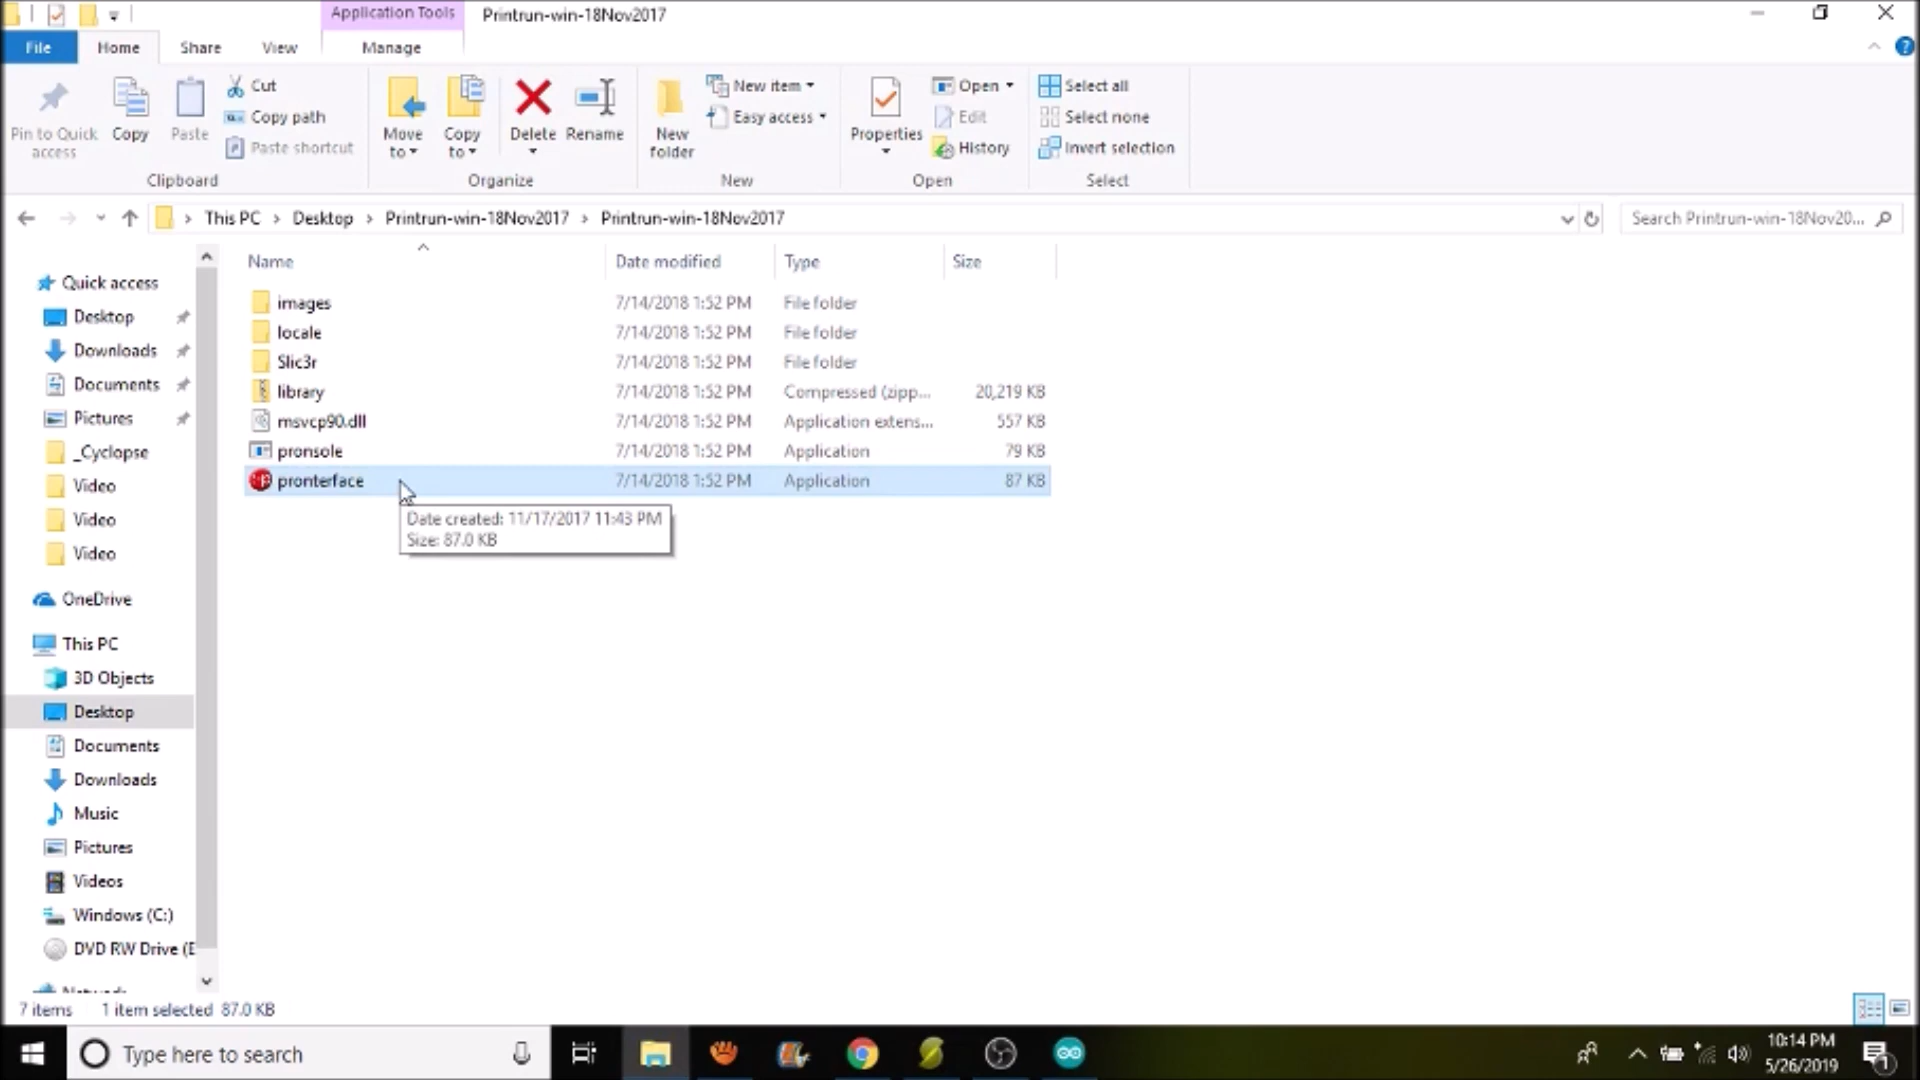 Application Tools
Printrun-win-18Nov2017
File
Home
Share
View
Manage
Pin to Quick access
Copy
Paste
Cut
Copy path
Paste shortcut
Clipboard
Move to
Copy to
Delete
Rename
Organize
New folder
New item
Easy access
New
Properties
Open
Edit
History
Open
Select all
Select none
Invert selection
Select
This PC > Desktop > Printrun-win-18Nov2017 > Printrun-win-18Nov2017
Search Printrun-win-18Nov20...
Name Date modified Type Size
images 7/14/2018 1:52 PM File folder
locale 7/14/2018 1:52 PM File folder
Slic3r 7/14/2018 1:52 PM File folder
library 7/14/2018 1:52 PM Compressed (zipp... 20,219 KB
msvcp90.dll 7/14/2018 1:52 PM Application extens... 557 KB
pronsole 7/14/2018 1:52 PM Application 79 KB
pronterface 7/14/2018 1:52 PM Application 87 KB
Date created: 11/17/2017 11:43 PM
Size: 87.0 KB
Quick access
Desktop
Downloads
Documents
Pictures
_Cyclopse
Video
Video
Video
OneDrive
This PC
3D Objects
Desktop
Documents
Downloads
Music
Pictures
Videos
Windows (C:)
DVD RW Drive (E
7 items 1 item selected 87.0 KB
Type here to search
10:14 PM
5/26/2019
1